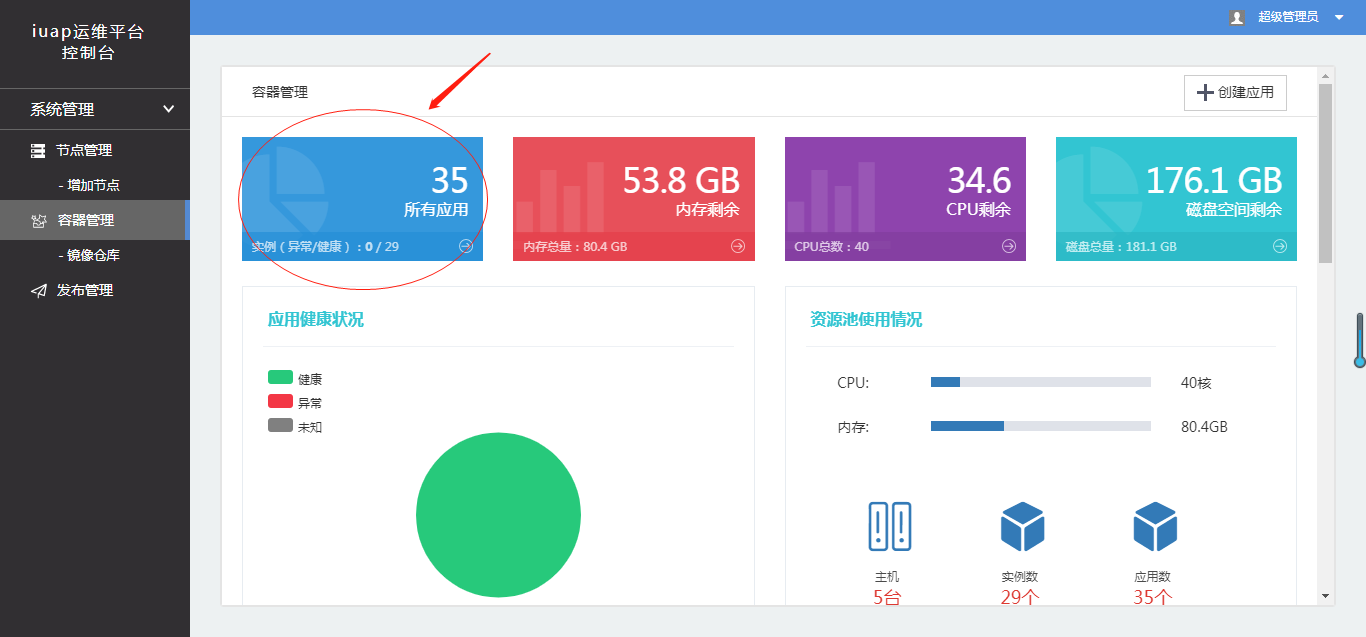 iuap运维平台
控制台
超级管理员
系统管理
节点管理
- 增加节点
容器管理
- 镜像仓库
发布管理
容器管理
创建应用
35
所有应用
实例（异常/健康）：0 / 29
53.8 GB
内存剩余
内存总量：80.4 GB
34.6
CPU剩余
CPU总数：40
176.1 GB
磁盘空间剩余
磁盘总量：181.1 GB
应用健康状况
健康
异常
未知
资源池使用情况
CPU:
40核
内存:
80.4GB
主机
5台
实例数
29个
应用数
35个